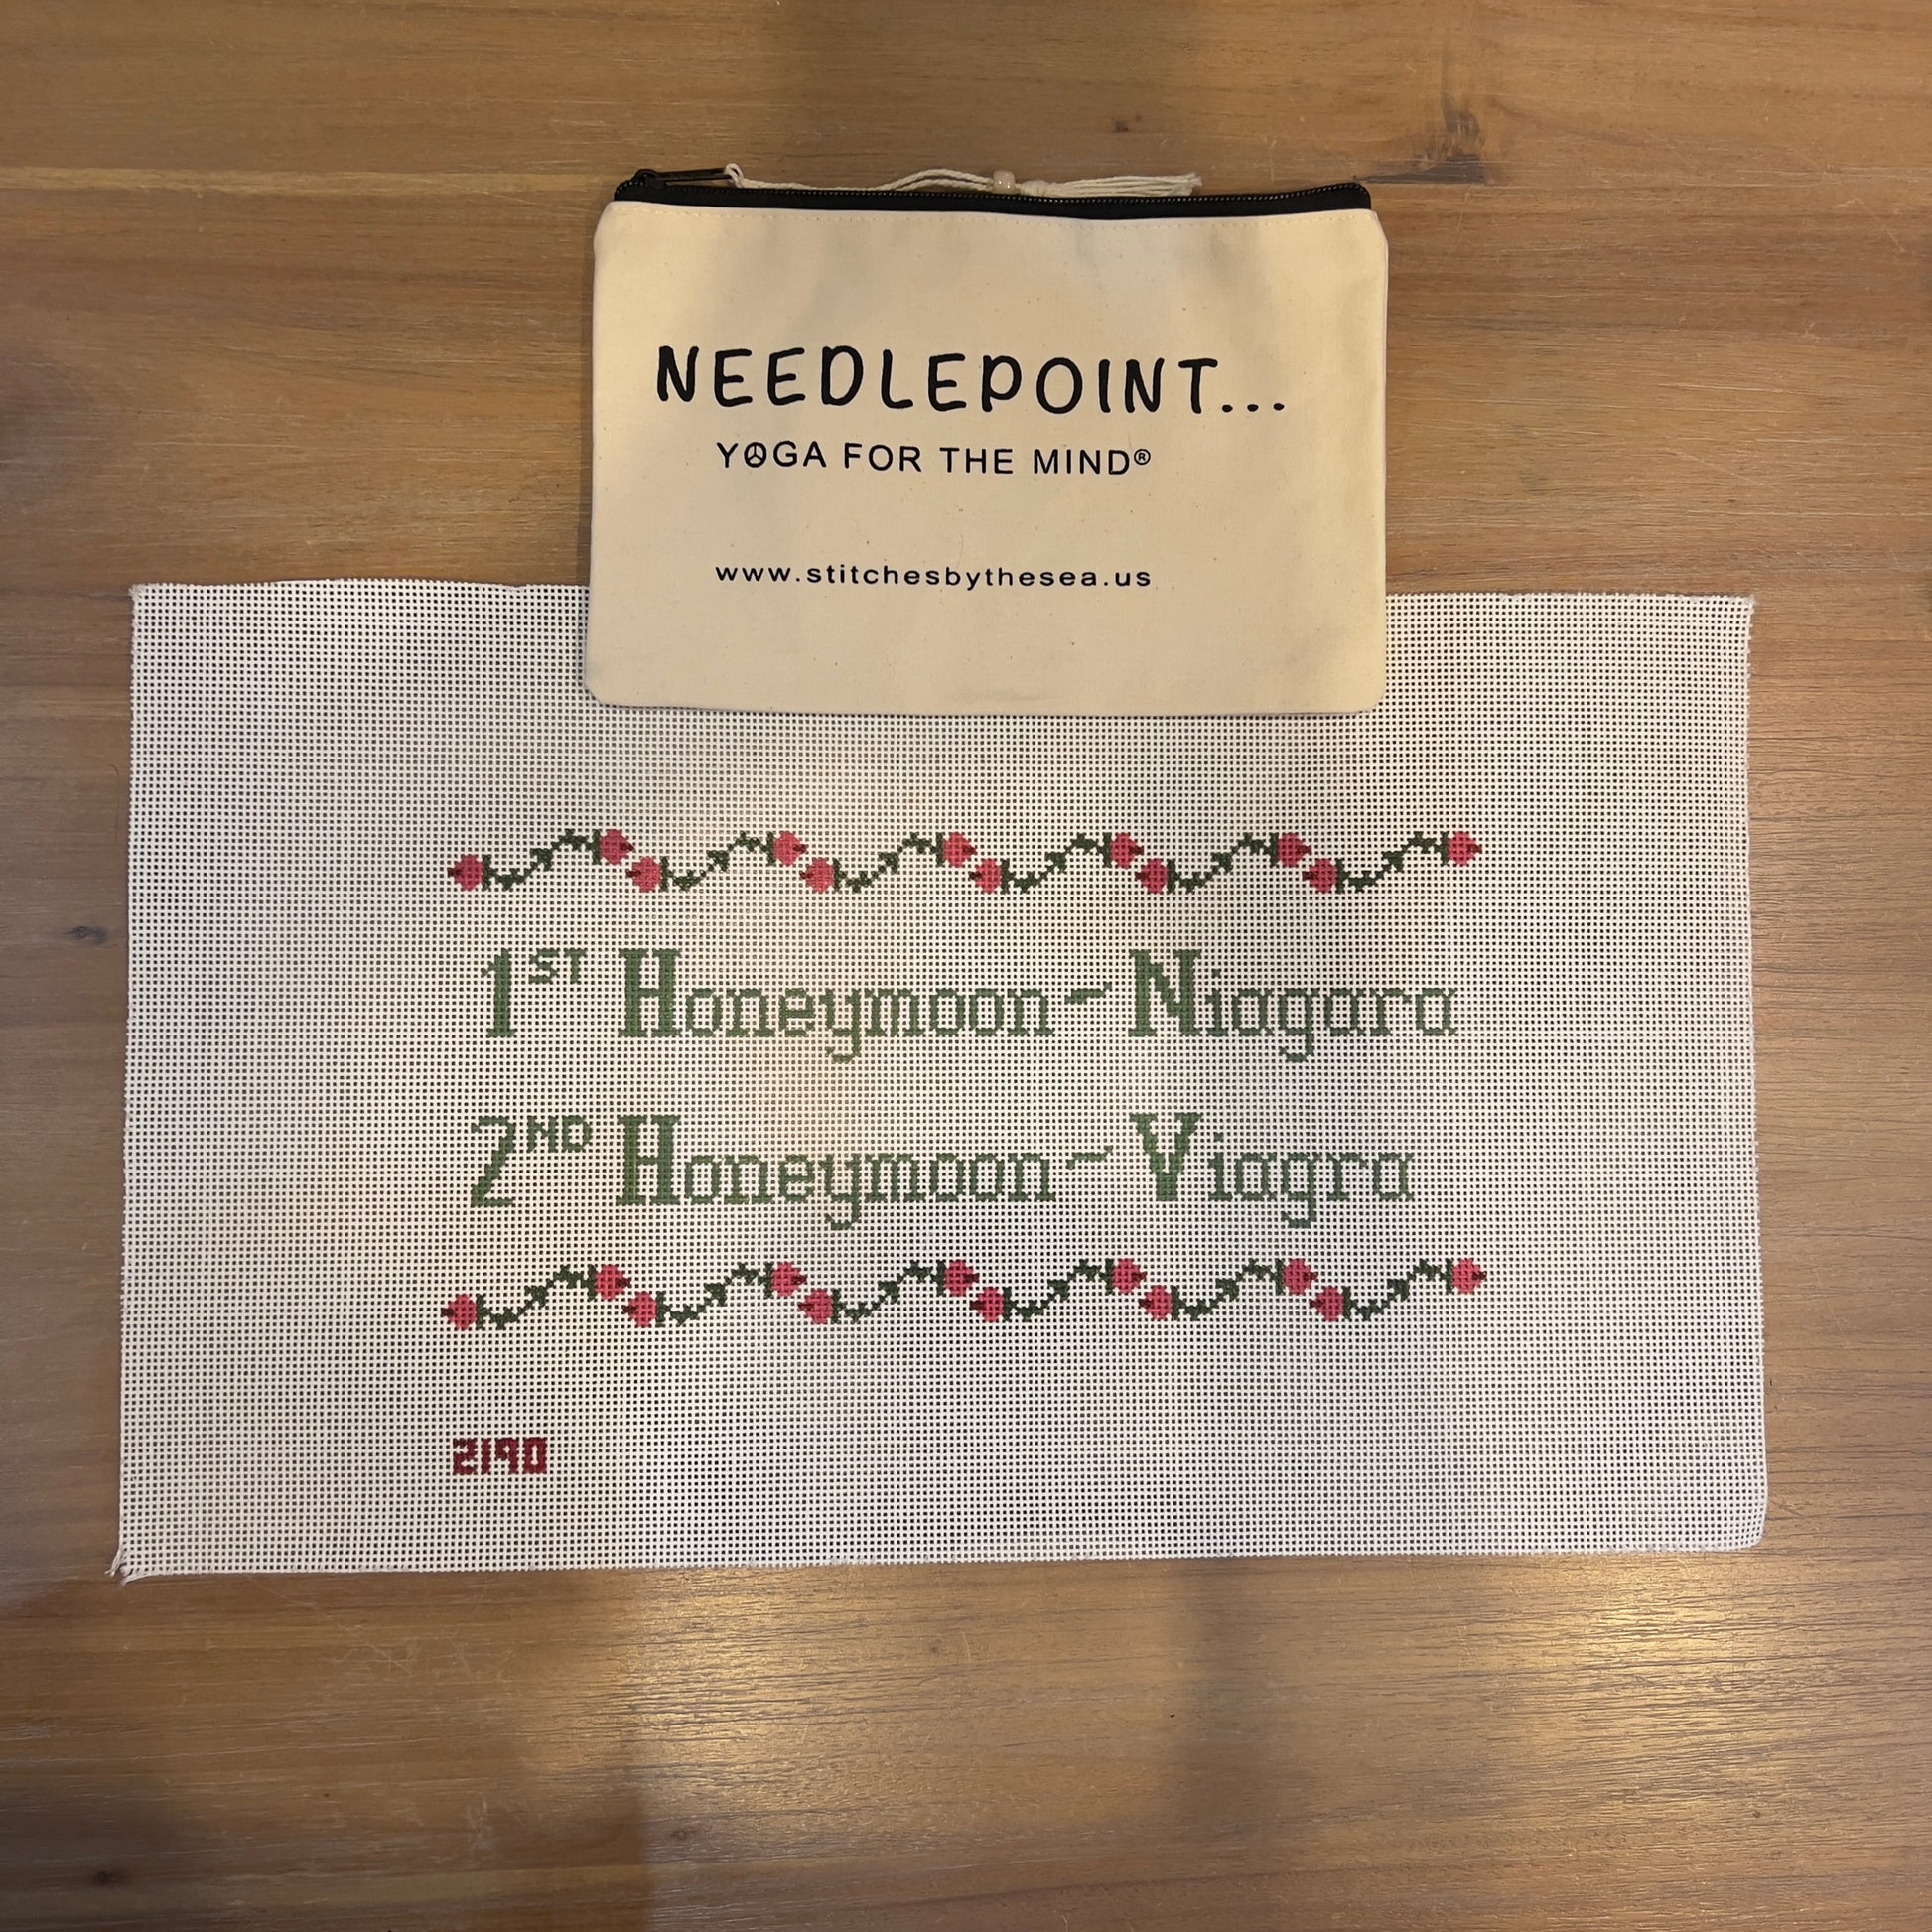 NEEDLEPOINT...
YOGA FOR THE MIND®
www.stitchesbythesea.us
1ST Honeymoon - Niagara
2ND Honeymoon - Viagra
2190